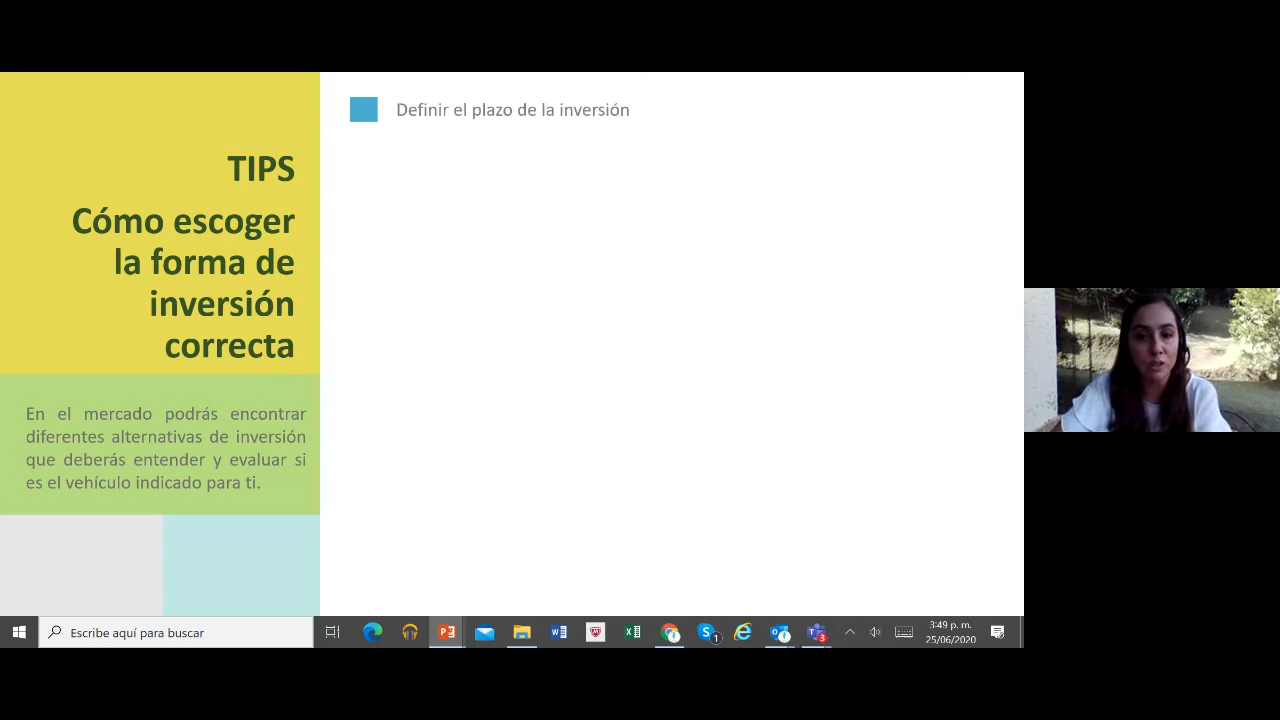 TIPS
Cómo escoger
la forma de
inversión
correcta
En el mercado podrás encontrar
diferentes alternativas de inversión
que deberás entender y evaluar si
es el vehículo indicado para ti.
Definir el plazo de la inversión
Escribe aquí para buscar
1
3
3:49 p. m.
25/06/2020